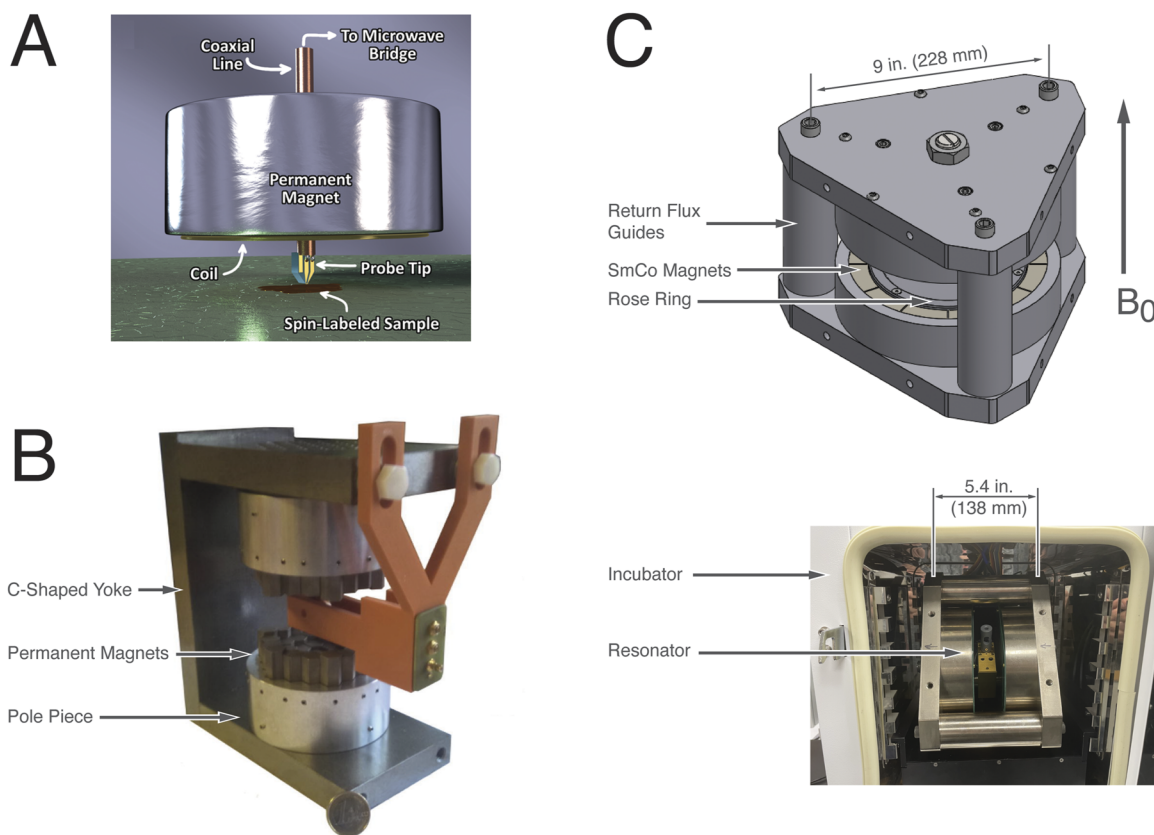 A
To Microwave
Bridge
Coaxial
Line
Permanent
Magnet
Coil
Probe Tip
Spin-Labeled Sample
B
C-Shaped Yoke
Permanent Magnets
Pole Piece
C
9 in. (228 mm)
Return Flux
Guides
SmCo Magnets
Rose Ring
B0
5.4 in.
(138 mm)
Incubator
Resonator